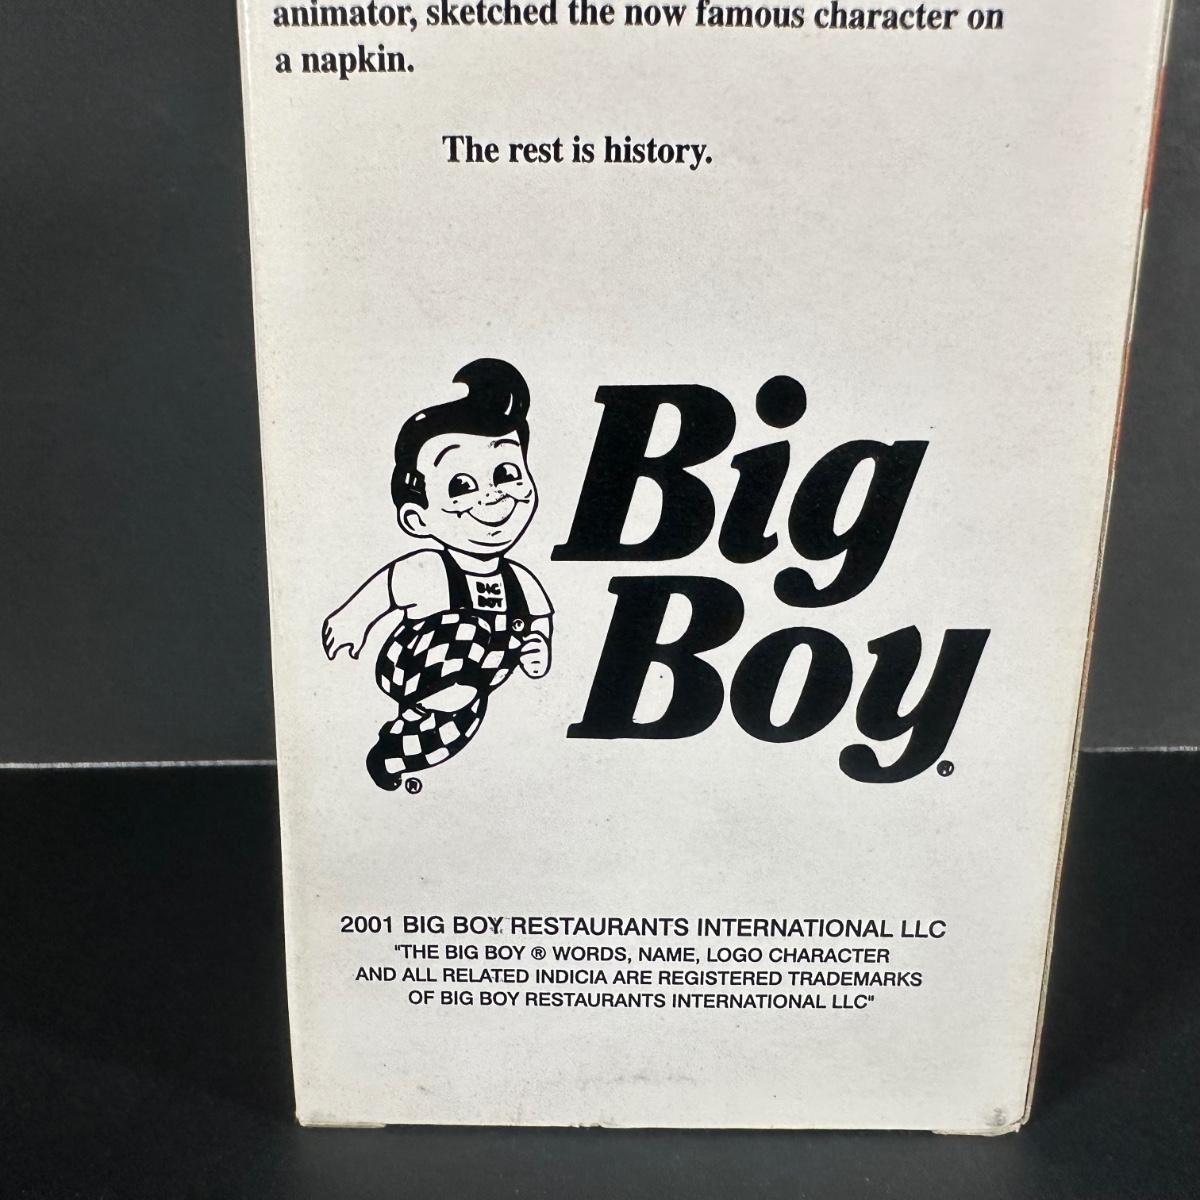 animator, sketched the now famous character on
a napkin.
The rest is history.
Big
Boy®
BIG
BOY
®
®
2001 BIG BOY RESTAURANTS INTERNATIONAL LLC
"THE BIG BOY ® WORDS, NAME, LOGO CHARACTER
AND ALL RELATED INDICIA ARE REGISTERED TRADEMARKS
OF BIG BOY RESTAURANTS INTERNATIONAL LLC"